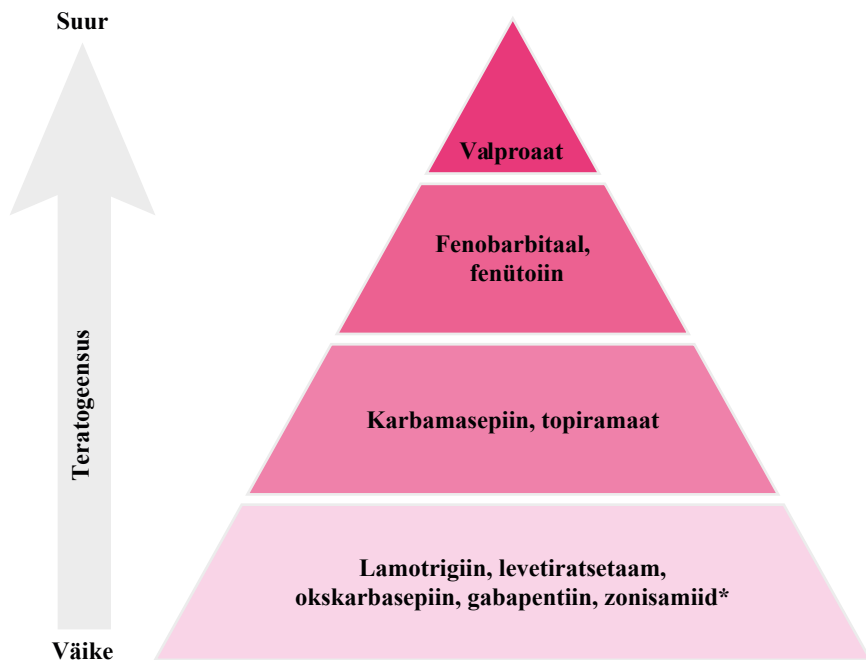 Suur
Valproaat
Fenobarbitaal,
fenütoiin
Teratogeensus
Karbamasepiin, topiramaat
Lamotrigiin, levetiratsetaam,
okskarbasepiin, gabapentiin, zonisamiid*
Väike